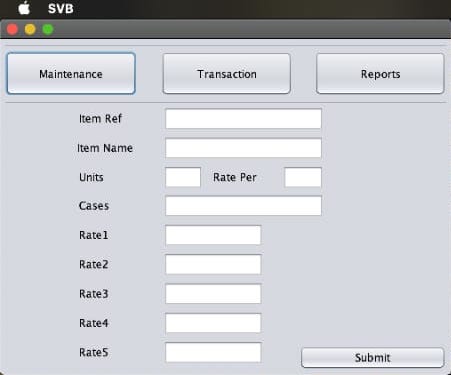 SVB
Maintenance Transaction Reports
Item Ref
Item Name
Units Rate Per
Cases
Rate1
Rate2
Rate3
Rate4
Rate5
Submit